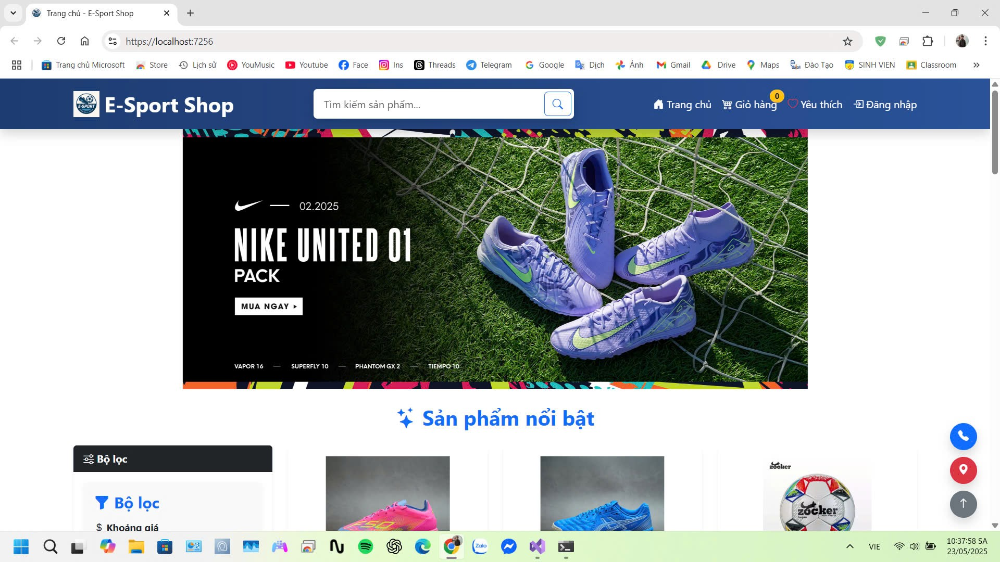 Trang chủ - E-Sport Shop
https://localhost:7256
Trang chủ Microsoft
Store
Lịch sử
YouMusic
Youtube
Face
Ins
Threads
Telegram
Google
Dịch
Ảnh
Gmail
Drive
Maps
Đào Tạo
SINH VIEN
Classroom
E-SPORT
E-Sport Shop
Tìm kiếm sản phẩm...
Trang chủ
Giỏ hàng
0
Yêu thích
Đăng nhập
02.2025
NIKE UNITED 01
PACK
MUA NGAY
VAPOR 16 — SUPERFLY 10 — PHANTOM GX 2 — TIEMPO 10
Sản phẩm nổi bật
Bộ lọc
Bộ lọc
$ Khoảng giá
F50
zocker
zocker
Zalo
VIE
10:37:58 SA
23/05/2025